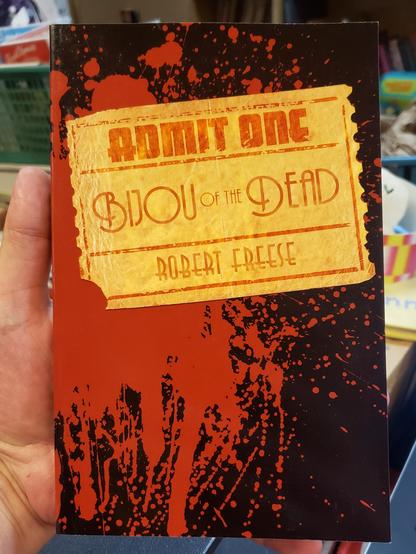 ADMIT ONE
BIJOU OF THE DEAD
ROBERT FREESE